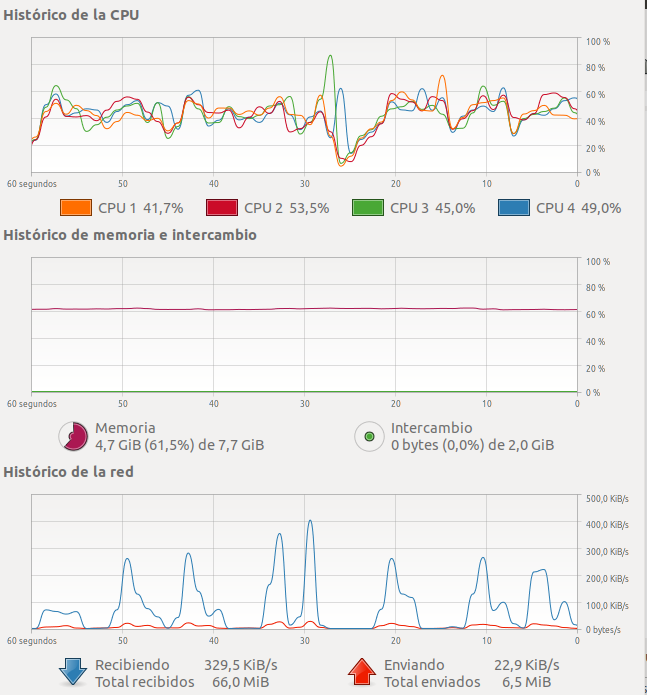 Histórico de la CPU
100 %
80 %
60 %
40 %
20 %
0 %
60 segundos 50 40 30 20 10 0
CPU 1 41,7% CPU 2 53,5% CPU 3 45,0% CPU 4 49,0%
Histórico de memoria e intercambio
100 %
80 %
60 %
40 %
20 %
0 %
60 segundos 50 40 30 20 10 0
Memoria Intercambio
4,7 GiB (61,5%) de 7,7 GiB 0 bytes (0,0%) de 2,0 GiB
Histórico de la red
500,0 KiB/s
400,0 KiB/s
300,0 KiB/s
200,0 KiB/s
100,0 KiB/s
0 bytes/s
60 segundos 50 40 30 20 10 0
Recibiendo 329,5 KiB/s Enviando 22,9 KiB/s
Total recibidos 66,0 MiB Total enviados 6,5 MiB